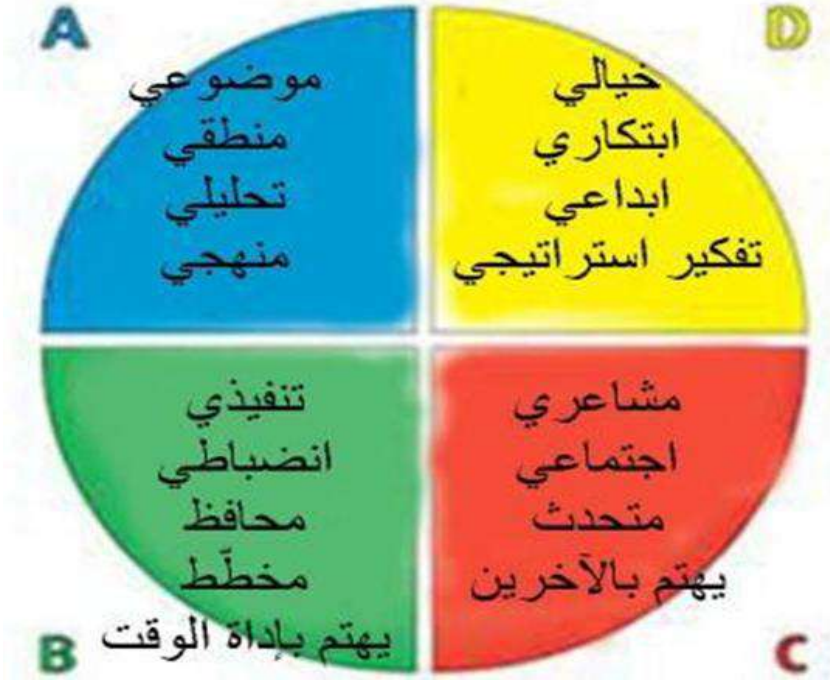 A
موضوعي
منطقي
تحليلي
منهجي
D
خيالي
ابتكاري
ابداعي
تفكير استراتيجي
B
تنفيذي
انضباطي
محافظ
مخطّط
يهتم بإداة الوقت
C
مشاعري
اجتماعي
متحدث
يهتم بالآخرين